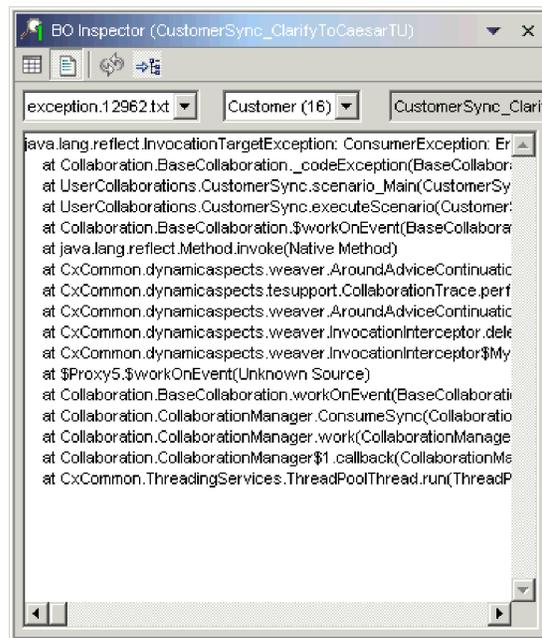 BO Inspector (CustomerSync_ClarifyToCaesarTU)
exception.12962.txt Customer (16) CustomerSync_Clarif
java.lang.reflect.InvocationTargetException: ConsumerException: Er
at Collaboration.BaseCollaboration._codeException(BaseCollabor
at UserCollaborations.CustomerSync.scenario_Main(CustomerSy
at UserCollaborations.CustomerSync.executeScenario(Customer
at Collaboration.BaseCollaboration.$workOnEvent(BaseCollabora
at java.lang.reflect.Method.invoke(Native Method)
at CxCommon.dynamicaspects.weaver.AroundAdviceContinuatio
at CxCommon.dynamicaspects.tesupport.CollaborationTrace.perf
at CxCommon.dynamicaspects.weaver.AroundAdviceContinuatio
at CxCommon.dynamicaspects.weaver.InvocationInterceptor.dele
at CxCommon.dynamicaspects.weaver.InvocationInterceptor$My
at $Proxy5.$workOnEvent(Unknown Source)
at Collaboration.BaseCollaboration.workOnEvent(BaseCollaborati
at Collaboration.CollaborationManager.ConsumeSync(Collaboratio
at Collaboration.CollaborationManager.work(CollaborationManage
at Collaboration.CollaborationManager$1.callback(CollaborationMa
at CxCommon.ThreadingServices.ThreadPoolThread.run(ThreadP